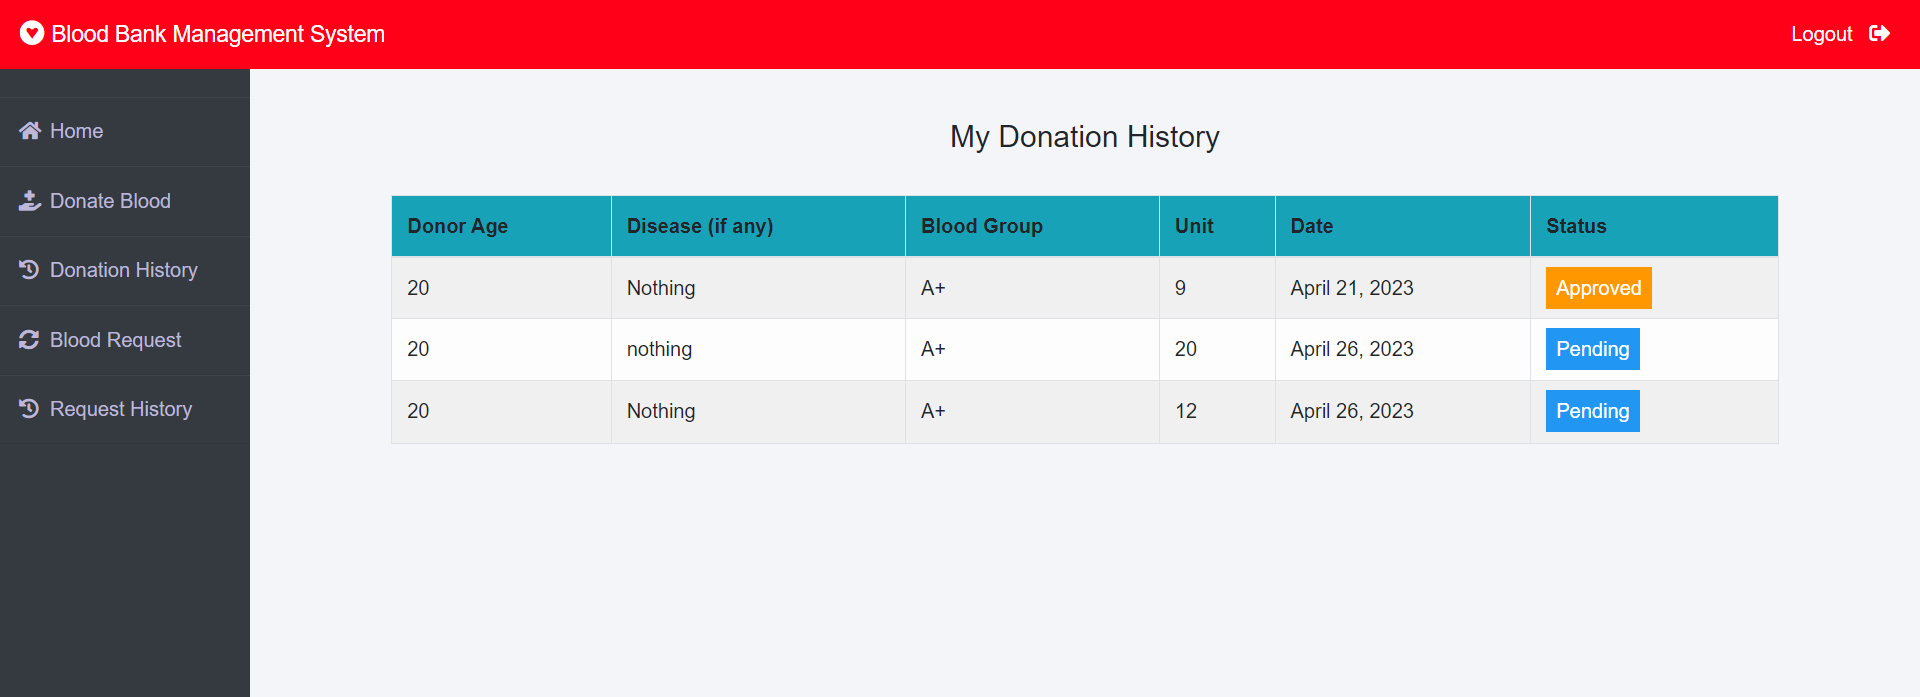 Blood Bank Management System Logout
Home
Donate Blood
Donation History
Blood Request
Request History
My Donation History
Donor Age Disease (if any) Blood Group Unit Date Status
20 Nothing A+ 9 April 21, 2023 Approved
20 nothing A+ 20 April 26, 2023 Pending
20 Nothing A+ 12 April 26, 2023 Pending